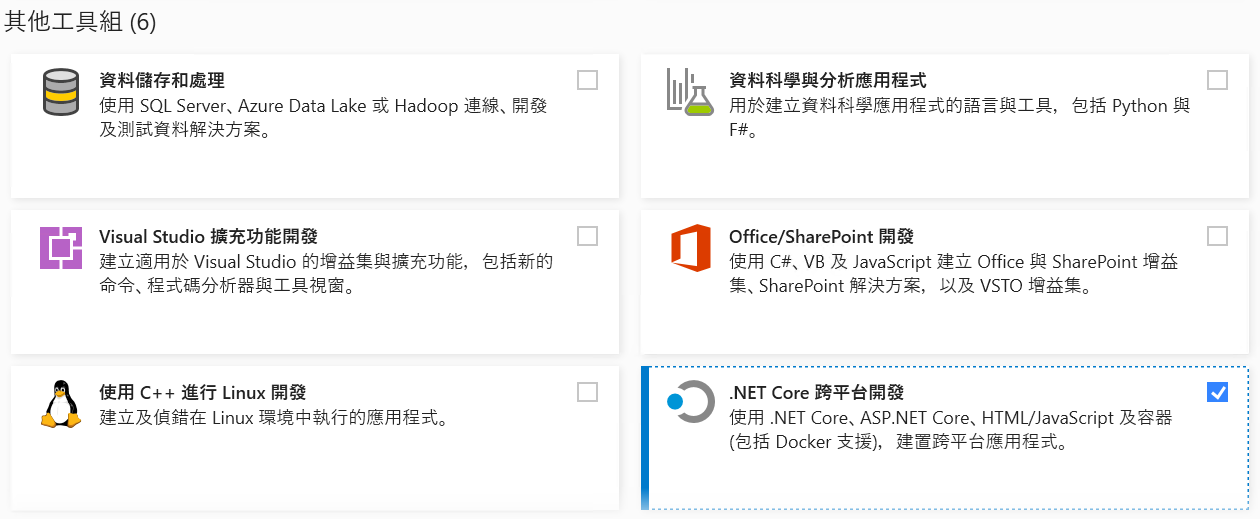 其他工具組 (6)
資料儲存和處理
使用 SQL Server、Azure Data Lake 或 Hadoop 連線、開發
及測試資料解決方案。
資料科學與分析應用程式
用於建立資料科學應用程式的語言與工具，包括 Python 與
F#。
Visual Studio 擴充功能開發
建立適用於 Visual Studio 的增益集與擴充功能，包括新的
命令、程式碼分析器與工具視窗。
Office/SharePoint 開發
使用 C#、VB 及 JavaScript 建立 Office 與 SharePoint 增益
集、SharePoint 解決方案，以及 VSTO 增益集。
使用 C++ 進行 Linux 開發
建立及偵錯在 Linux 環境中執行的應用程式。
.NET Core 跨平台開發
使用 .NET Core、ASP.NET Core、HTML/JavaScript 及容器
(包括 Docker 支援)，建置跨平台應用程式。